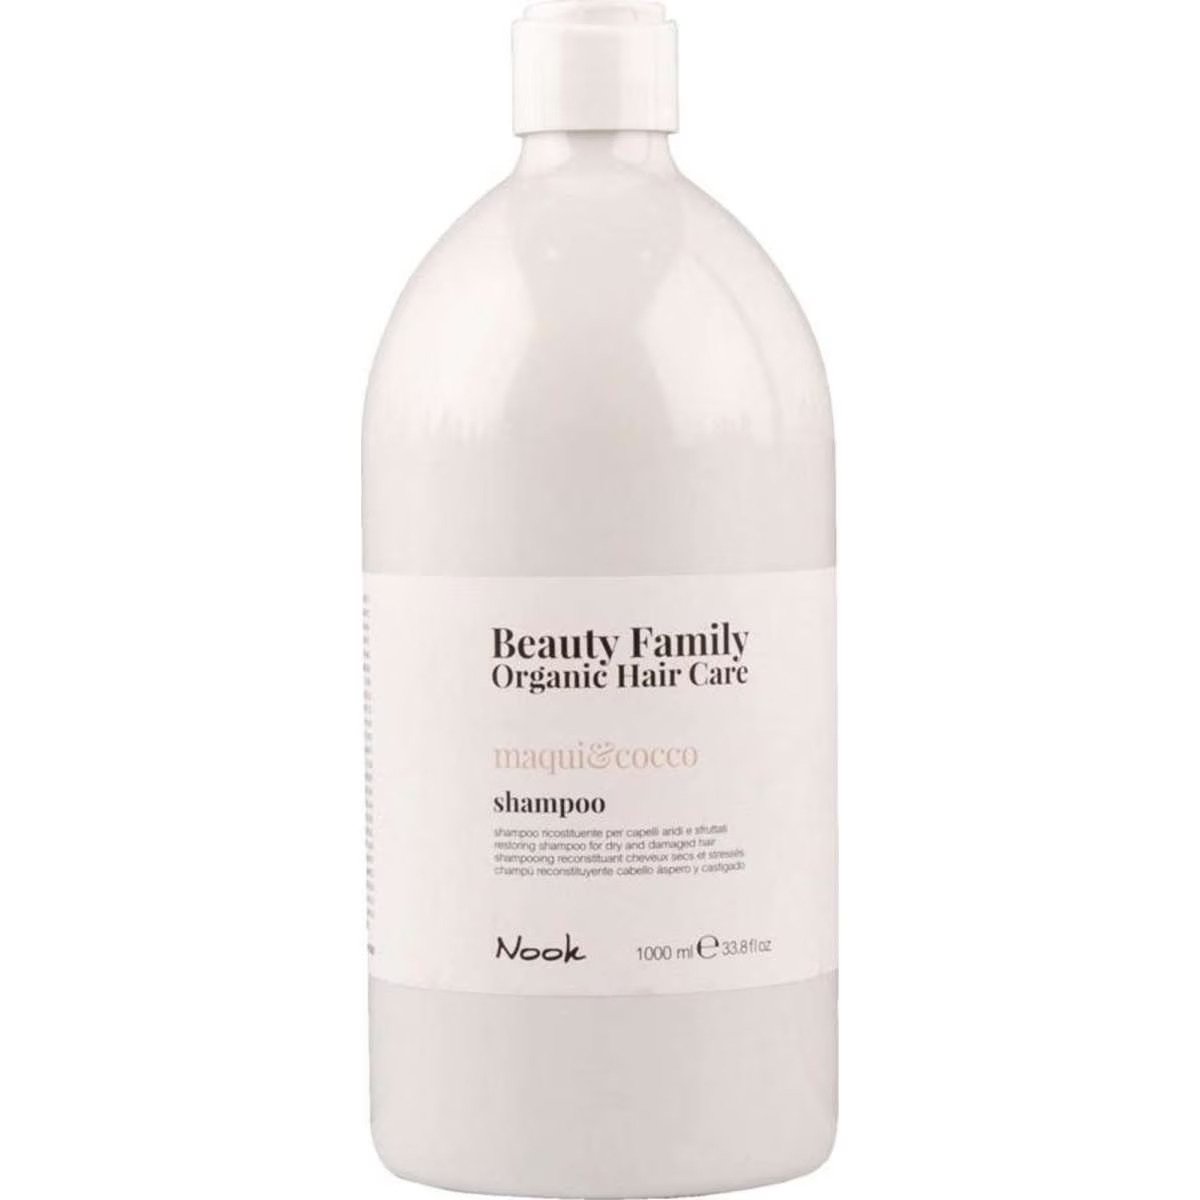 Beauty Family
Organic Hair Care
maqui&cocco
shampoo
shampoo ricostituente per capelli aridi e sfruttati
restoring shampoo for dry and damaged hair
shampooing reconstituant cheveux secs et stressés
champú reconstituyente cabello áspero y castigado
Nook
1000 ml ℮ 33.8 fl oz